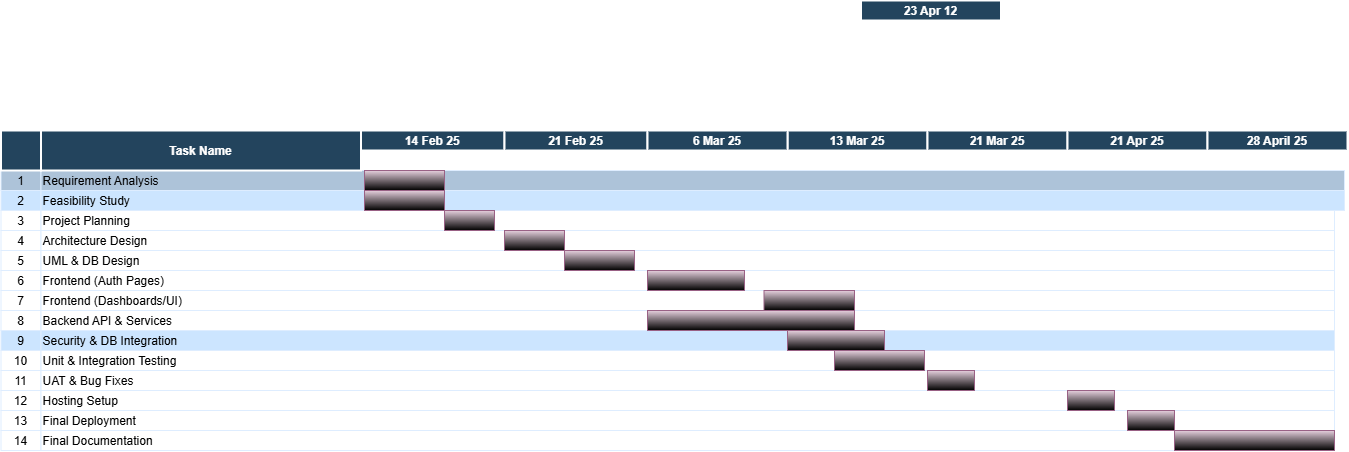 23 Apr 12
Task Name
14 Feb 25
21 Feb 25
6 Mar 25
13 Mar 25
21 Mar 25
21 Apr 25
28 April 25
1 Requirement Analysis
2 Feasibility Study
3 Project Planning
4 Architecture Design
5 UML & DB Design
6 Frontend (Auth Pages)
7 Frontend (Dashboards/UI)
8 Backend API & Services
9 Security & DB Integration
10 Unit & Integration Testing
11 UAT & Bug Fixes
12 Hosting Setup
13 Final Deployment
14 Final Documentation